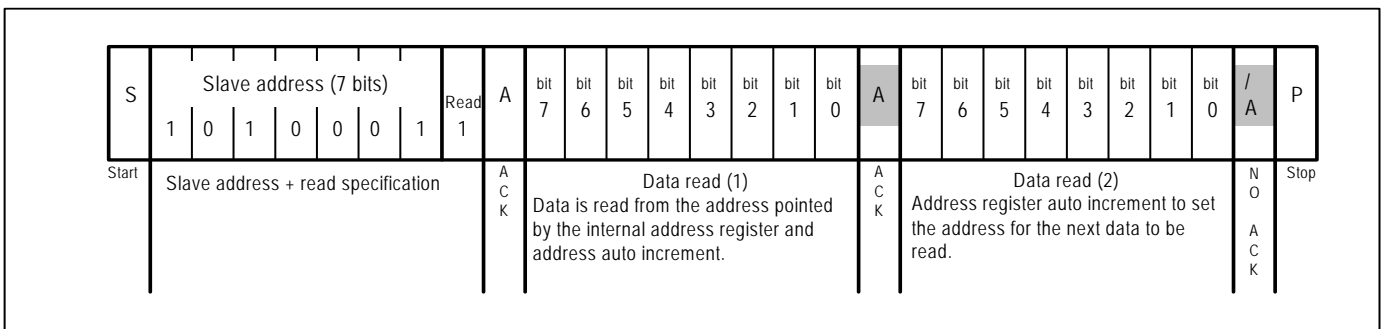 S Slave address (7 bits) Read A bit bit bit bit bit bit bit bit A bit bit bit bit bit bit bit bit / A P
1 0 1 0 0 0 1 1 7 6 5 4 3 2 1 0 7 6 5 4 3 2 1 0
Start
Slave address + read specification
A
C
K
Data read (1)
Data is read from the address pointed
by the internal address register and
address auto increment.
A
C
K
Data read (2)
Address register auto increment to set
the address for the next data to be
read.
N
O
A
C
K
Stop